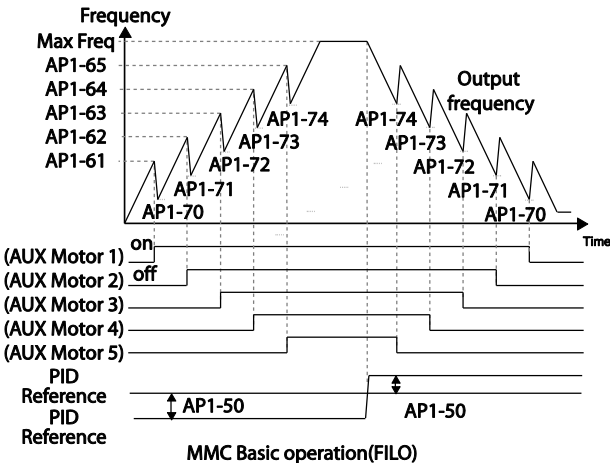 Frequency
Max Freq
AP1-65
AP1-64
AP1-63
AP1-62
AP1-61
Output
frequency
AP1-74
AP1-73
AP1-72
AP1-71
AP1-70
AP1-74
AP1-73
AP1-72
AP1-71
AP1-70
Time
on
(AUX Motor 1)
off
(AUX Motor 2)
(AUX Motor 3)
(AUX Motor 4)
(AUX Motor 5)
PID
Reference
PID
Reference
AP1-50
AP1-50
MMC Basic operation(FILO)